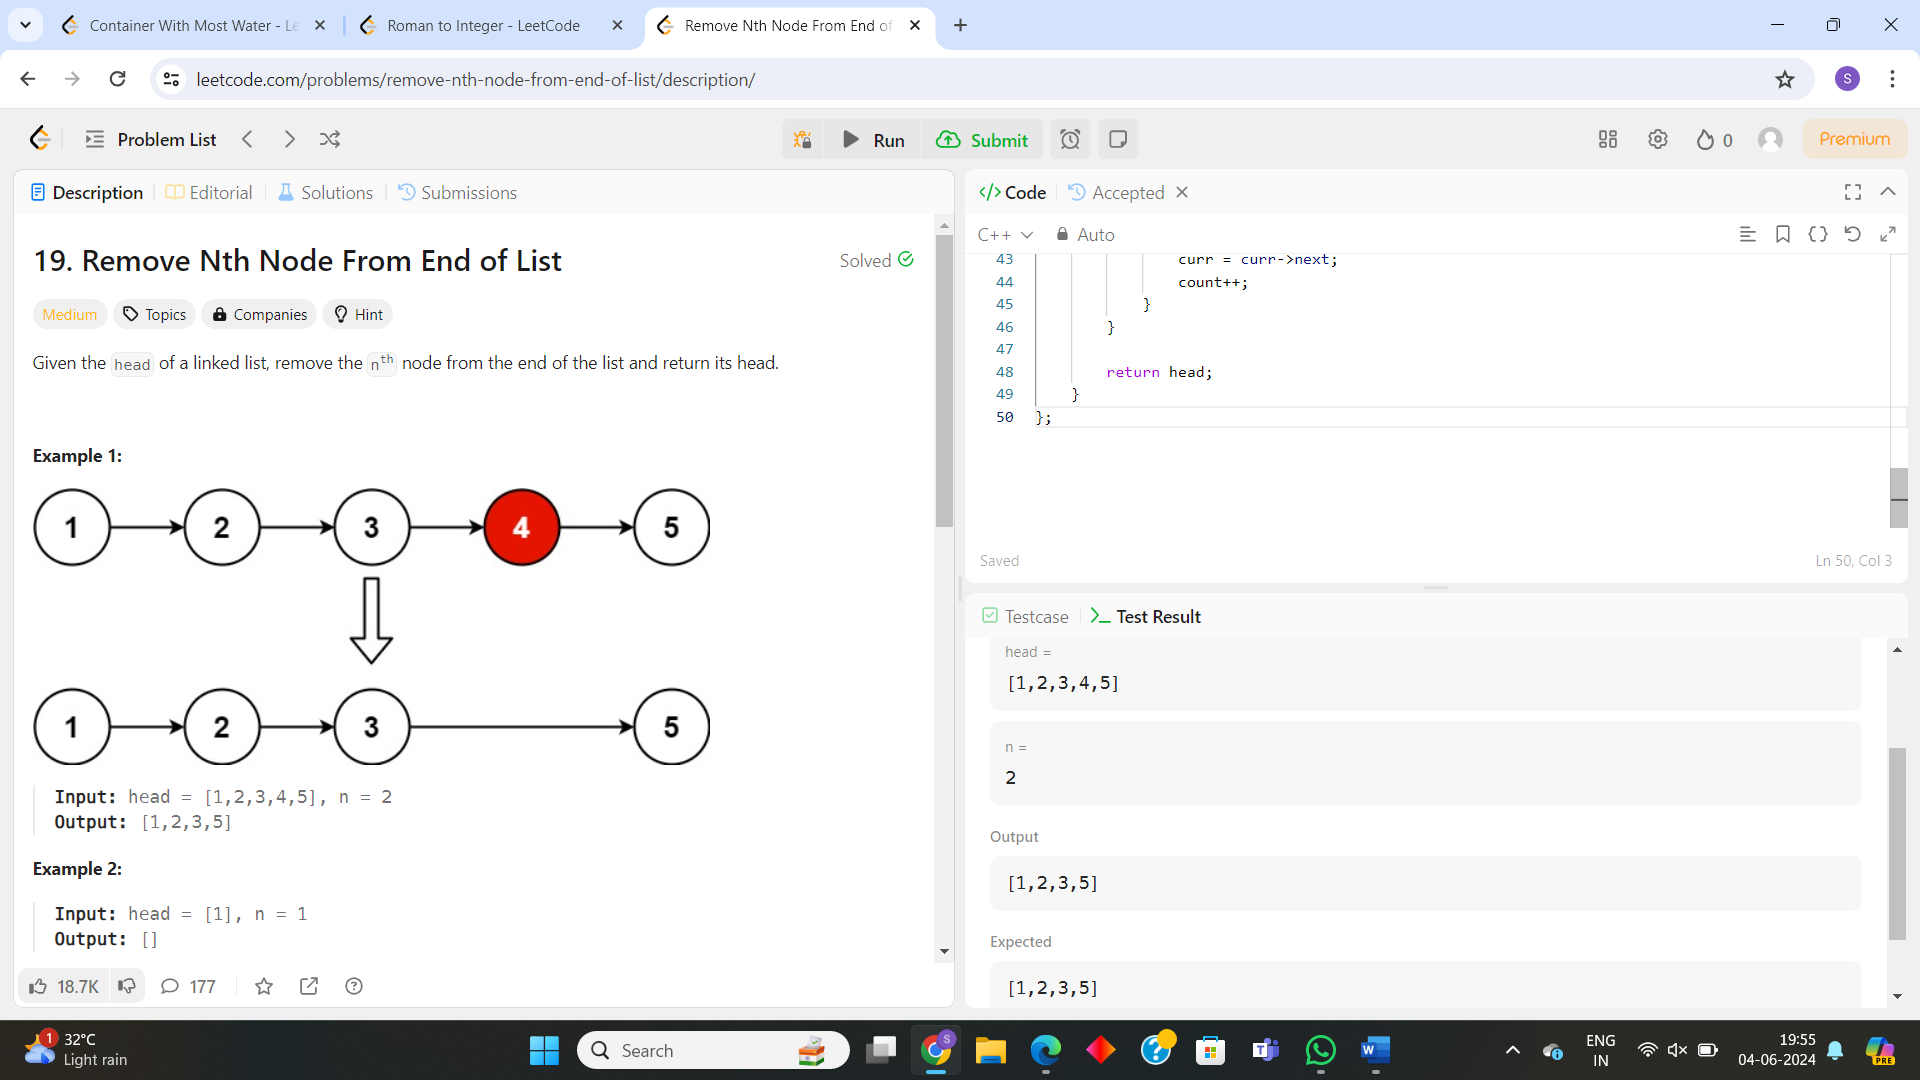 Container With Most Water - Le
Roman to Integer - LeetCode
Remove Nth Node From End of
leetcode.com/problems/remove-nth-node-from-end-of-list/description/
S
Problem List
Run
Submit
0
Premium
Description
Editorial
Solutions
Submissions
19. Remove Nth Node From End of List
Solved
Medium
Topics
Companies
Hint
Given the head of a linked list, remove the nth node from the end of the list and return its head.
Example 1:
1 2 3 4 5
1 2 3 5
Input: head = [1,2,3,4,5], n = 2
Output: [1,2,3,5]
Example 2:
Input: head = [1], n = 1
Output: []
18.7K
177
</> Code
Accepted
C++
Auto
43 curr = curr->next;
44 count++;
45 }
46 }
47
48 return head;
49 }
50 };
Saved
Ln 50, Col 3
Testcase
Test Result
head =
[1,2,3,4,5]
n =
2
Output
[1,2,3,5]
Expected
[1,2,3,5]
1
32°C
Light rain
Search
S
ENG
IN
19:55
04-06-2024
PRE